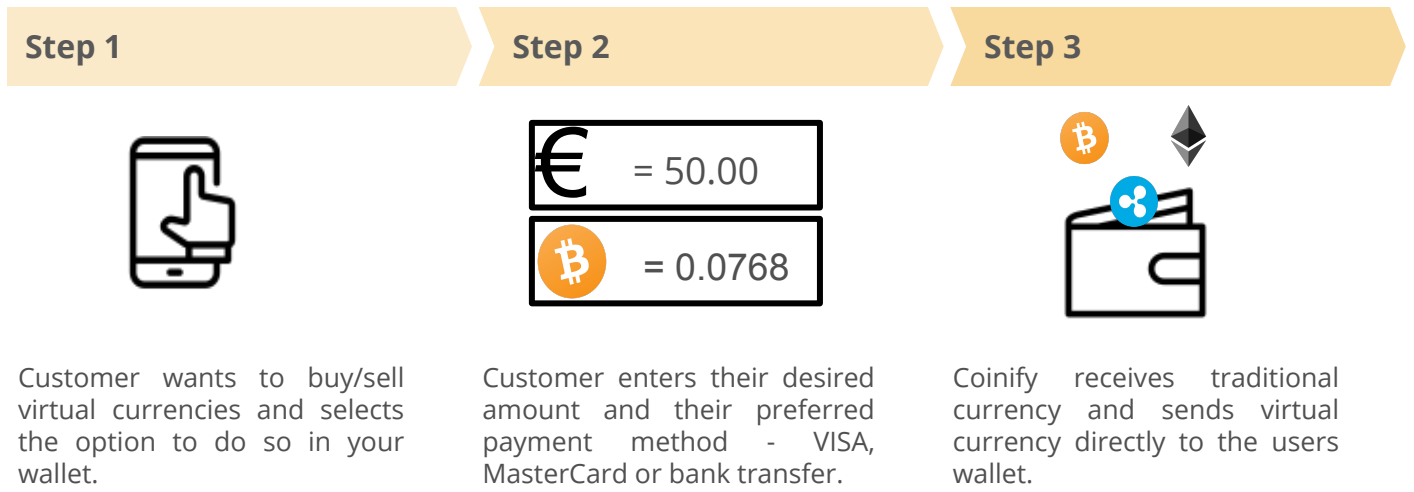 Step 1
Step 2
Step 3
€ = 50.00
₿ = 0.0768
Customer wants to buy/sell
virtual currencies and selects
the option to do so in your
wallet.
Customer enters their desired
amount and their preferred
payment method - VISA,
MasterCard or bank transfer.
Coinify receives traditional
currency and sends virtual
currency directly to the users
wallet.